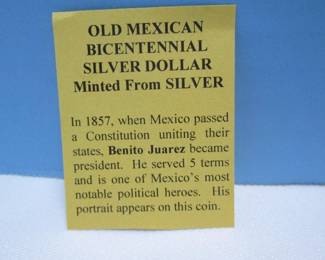 OLD MEXICAN
BICENTENNIAL
SILVER DOLLAR
Minted From SILVER
In 1857, when Mexico passed
a Constitution uniting their
states, Benito Juarez became
president. He served 5 terms
and is one of Mexico's most
notable political heroes. His
portrait appears on this coin.